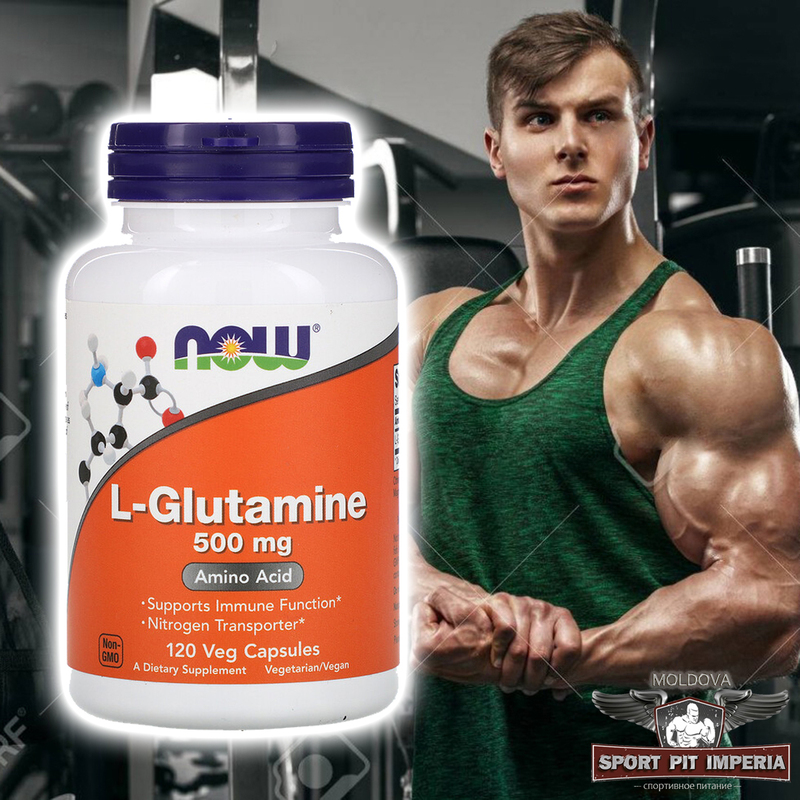 now®
L-Glutamine
500 mg
Amino Acid
•Supports Immune Function*
•Nitrogen Transporter*
120 Veg Capsules
Non-
GMO
A Dietary Supplement Vegetarian/Vegan
MOLDOVA
SPORT PIT IMPERIA
спортивное питание